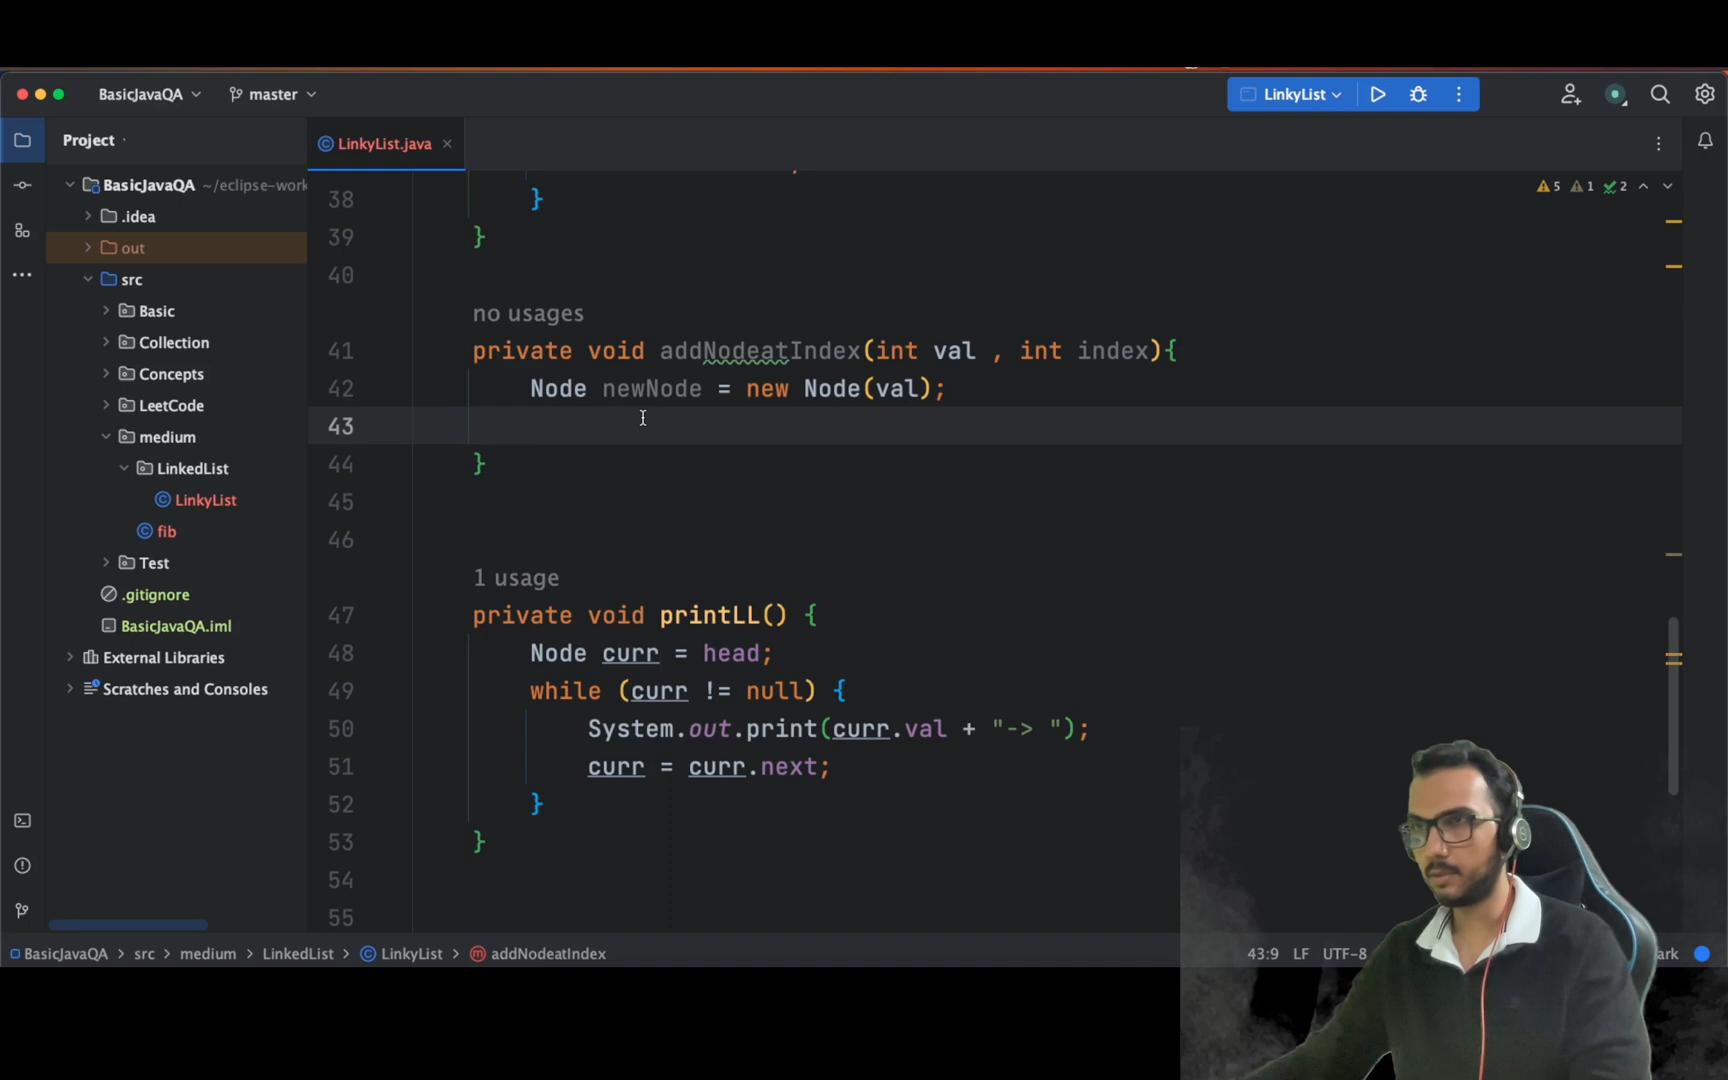 BasicJavaQA master LinkyList
Project LinkyList.java
BasicJavaQA ~/eclipse-work
.idea
out
src
Basic
Collection
Concepts
LeetCode
medium
LinkedList
LinkyList
fib
Test
.gitignore
BasicJavaQA.iml
External Libraries
Scratches and Consoles
5 1 2
38 }
39 }
40
no usages
41 private void addNodeatIndex(int val , int index){
42 Node newNode = new Node(val);
43
44 }
45
46
1 usage
47 private void printLL() {
48 Node curr = head;
49 while (curr != null) {
50 System.out.print(curr.val + "-> ");
51 curr = curr.next;
52 }
53 }
54
55
BasicJavaQA > src > medium > LinkedList > LinkyList > addNodeatIndex 43:9 LF UTF-8 ark